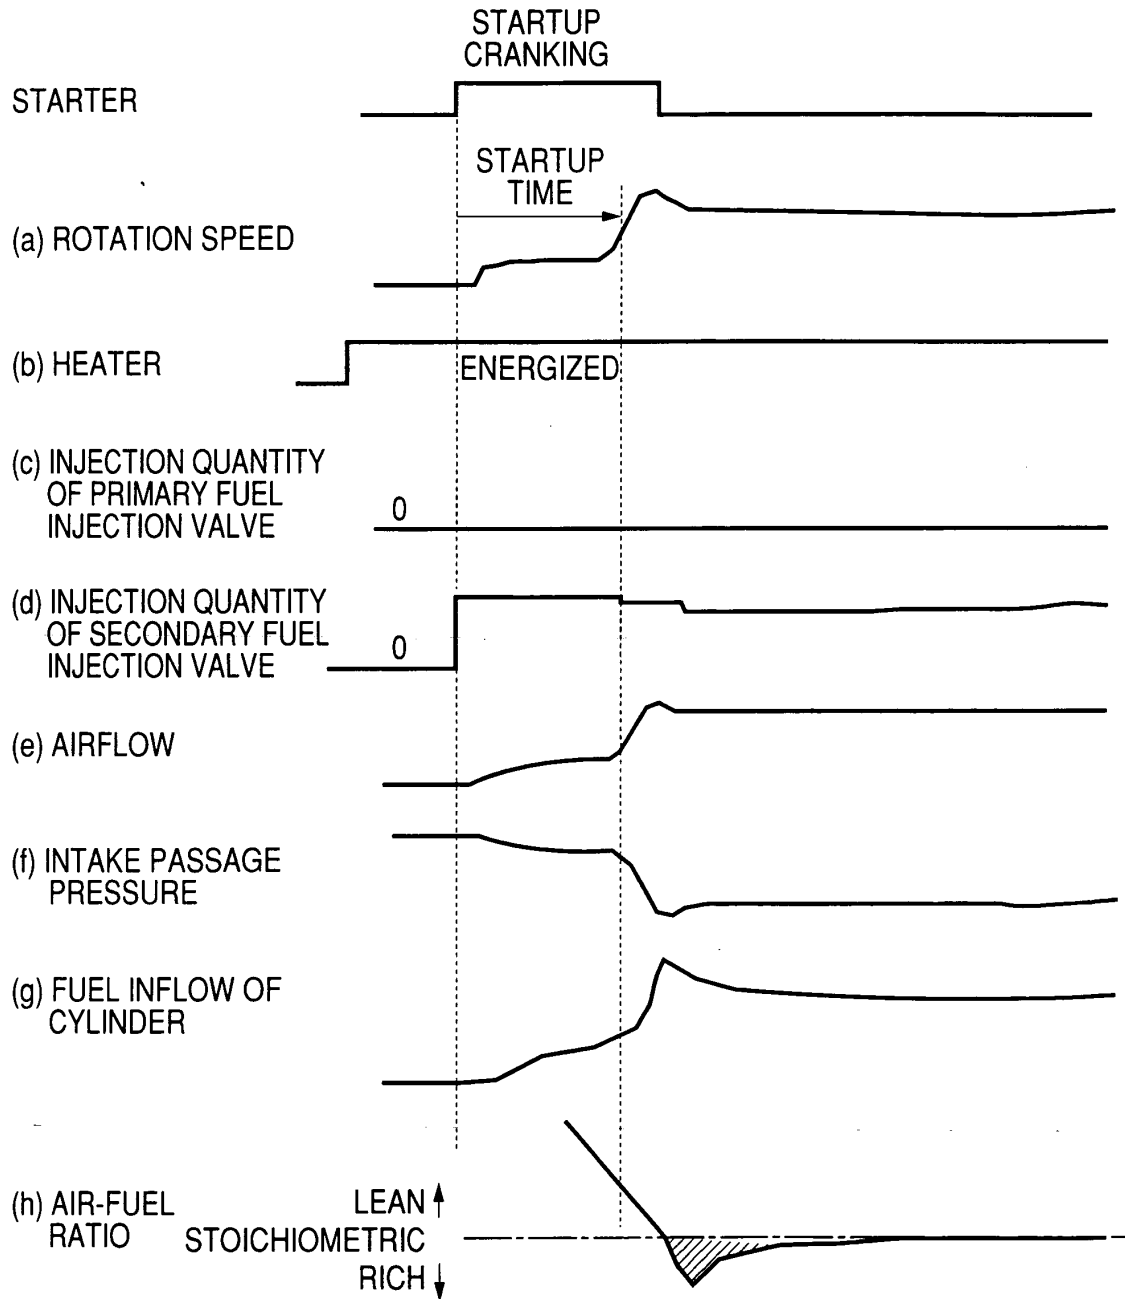 STARTUP
CRANKING
STARTER
STARTUP
TIME
(a) ROTATION SPEED
(b) HEATER
ENERGIZED
(c) INJECTION QUANTITY
OF PRIMARY FUEL
INJECTION VALVE
0
(d) INJECTION QUANTITY
OF SECONDARY FUEL
INJECTION VALVE
0
(e) AIRFLOW
(f) INTAKE PASSAGE
PRESSURE
(g) FUEL INFLOW OF
CYLINDER
(h) AIR-FUEL
RATIO
LEAN
STOICHIOMETRIC
RICH